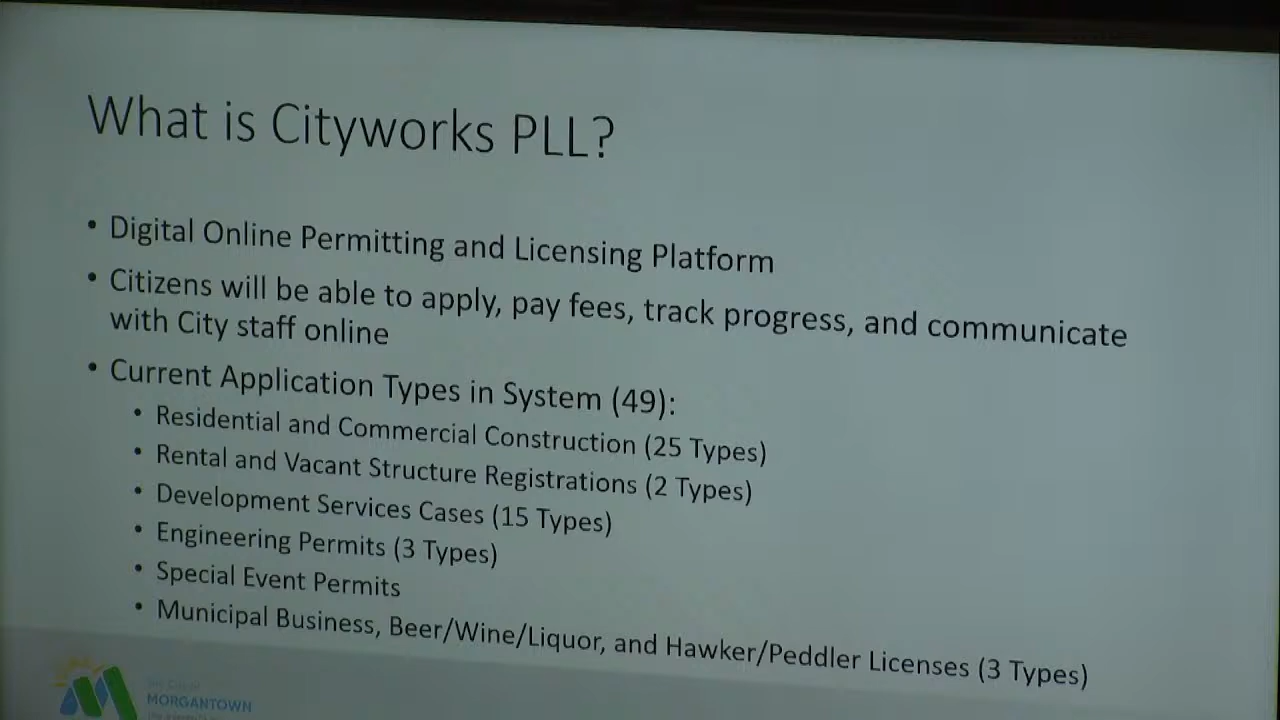 What is Cityworks PLL?
• Digital Online Permitting and Licensing Platform
• Citizens will be able to apply, pay fees, track progress, and communicate
with City staff online
• Current Application Types in System (49):
• Residential and Commercial Construction (25 Types)
• Rental and Vacant Structure Registrations (2 Types)
• Development Services Cases (15 Types)
• Engineering Permits (3 Types)
• Special Event Permits
• Municipal Business, Beer/Wine/Liquor, and Hawker/Peddler Licenses (3 Types)
MORGANTOWN